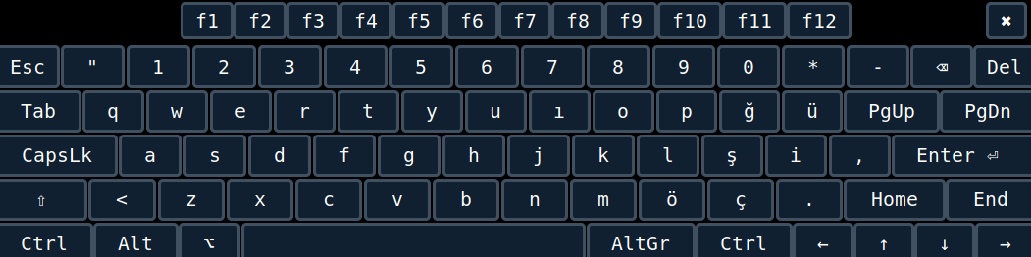 f1 f2 f3 f4 f5 f6 f7 f8 f9 f10 f11 f12 ✖
Esc " 1 2 3 4 5 6 7 8 9 0 * - ⌫ Del
Tab q w e r t y u ı o p ğ ü PgUp PgDn
CapsLk a s d f g h j k l ş i , Enter ⏎
⇧ < z x c v b n m ö ç . Home End
Ctrl Alt ⌥ AltGr Ctrl ← ↑ ↓ →